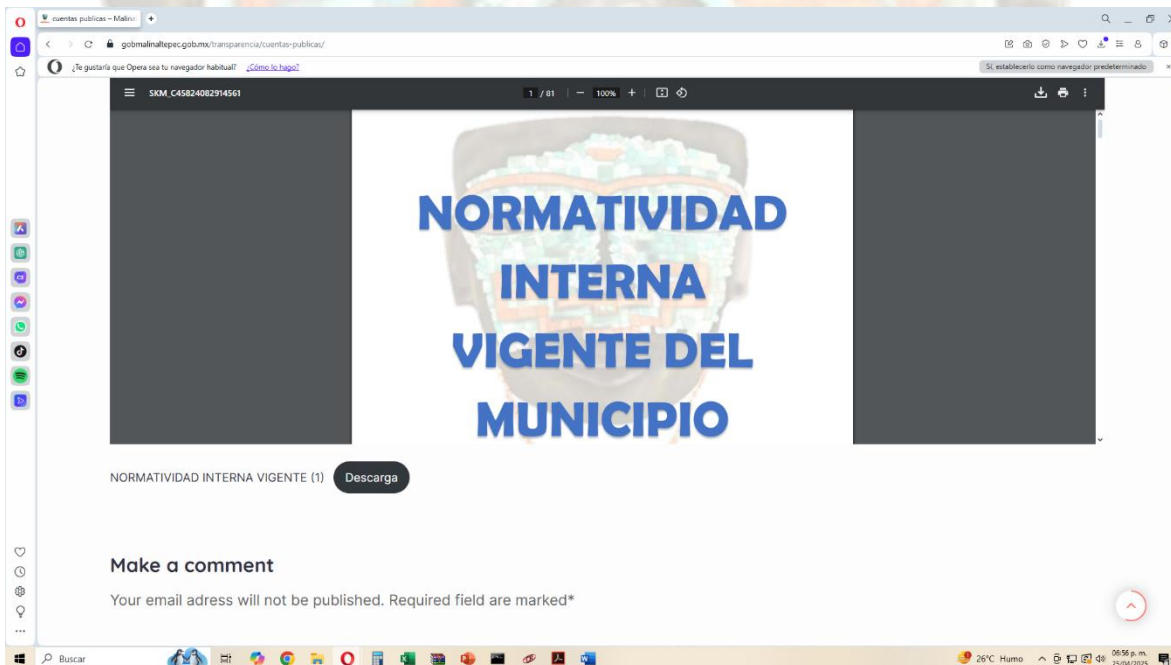 cuentas publicas – Malina
gobmalinaltepec.gob.mx/transparencia/cuentas-publicas/
¿Te gustaría que Opera sea tu navegador habitual? ¿Cómo lo hago?
Sí, establecerlo como navegador predeterminado
SKM_C45824082914561
1 / 81
100%
NORMATIVIDAD
INTERNA
VIGENTE DEL
MUNICIPIO
NORMATIVIDAD INTERNA VIGENTE (1)
Descarga
Make a comment
Your email adress will not be published. Required field are marked*
Buscar
26°C Humo
06:56 p. m.
25/04/2025